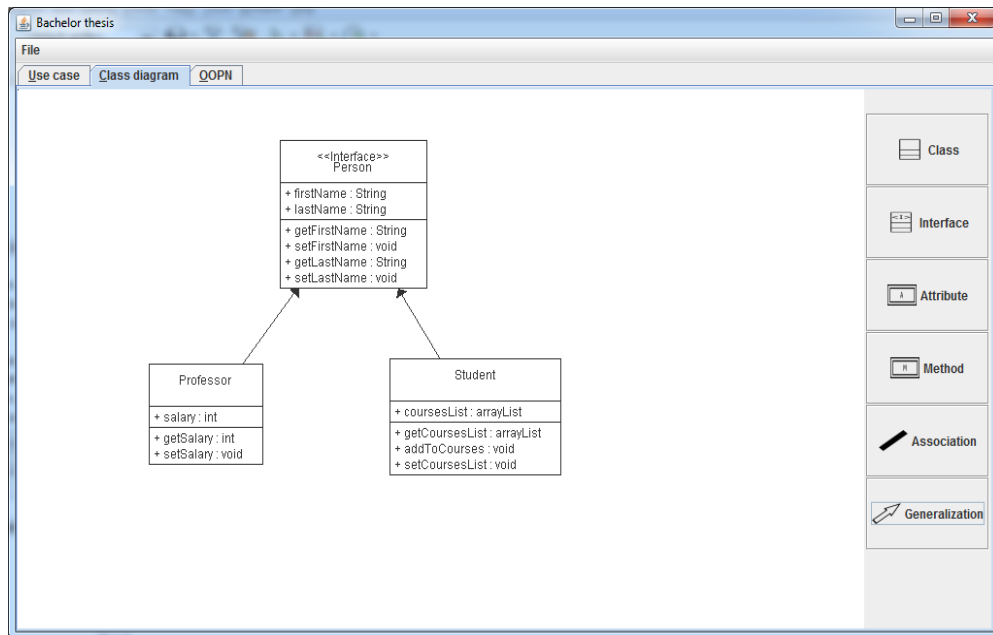 Bachelor thesis
File
Use case Class diagram OOPN
<<Interface>>
Person
+ firstName : String
+ lastName : String
+ getFirstName : String
+ setFirstName : void
+ getLastName : String
+ setLastName : void
Professor
+ salary : int
+ getSalary : int
+ setSalary : void
Student
+ coursesList : arrayList
+ getCoursesList : arrayList
+ addToCourses : void
+ setCoursesList : void
Class
<I>
Interface
A
Attribute
M
Method
Association
Generalization